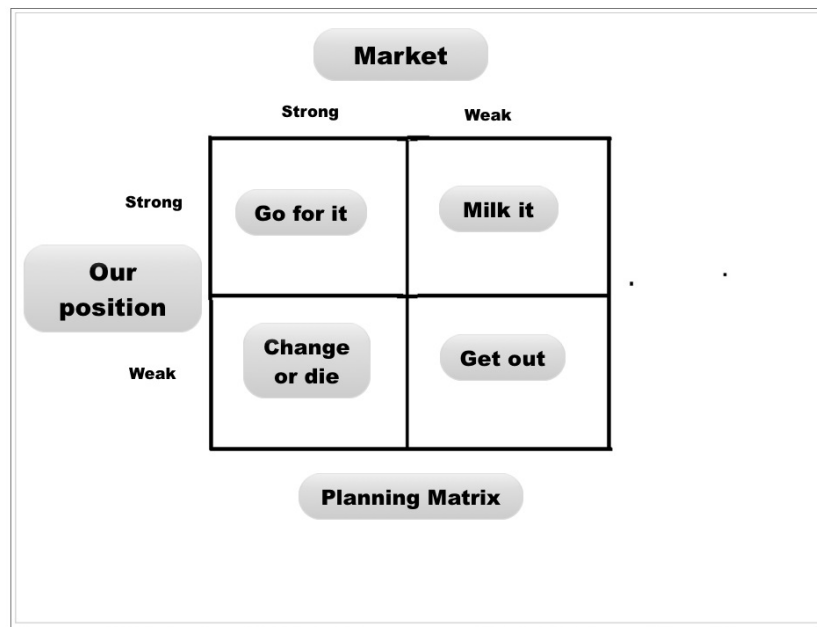 Market
Strong
Weak
Strong
Go for it
Milk it
Our
position
Change
or die
Get out
Weak
Planning Matrix